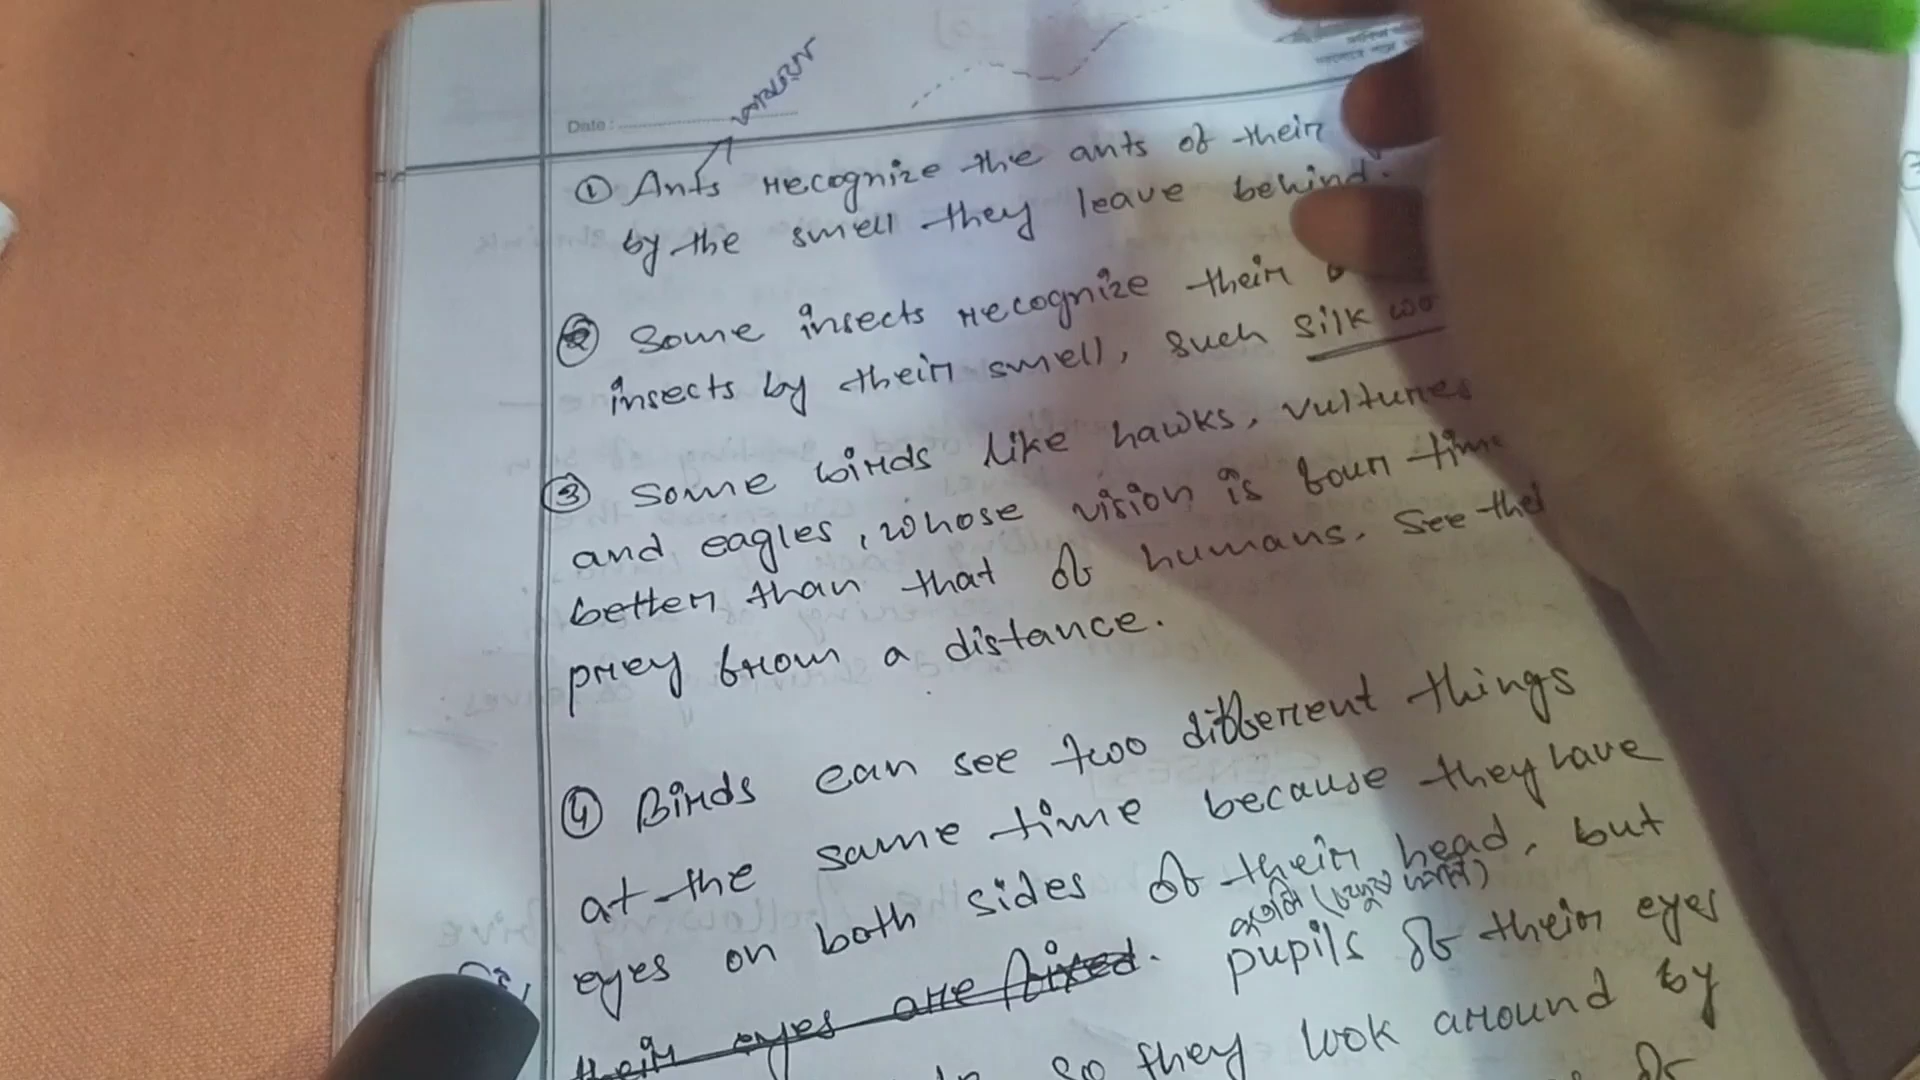 Date :
① Ants recognize the ants of their
by the smell they leave behind.
② Some insects recognize their
insects by their smell, such silk
③ Some birds like hawks, vultures
and eagles, whose vision is four
better than that of humans. See
prey from a distance.
④ Birds can see two different things
at the same time because they have
eyes on both sides of their head, but
their eyes are fixed. pupils of their eyes
so they look around by